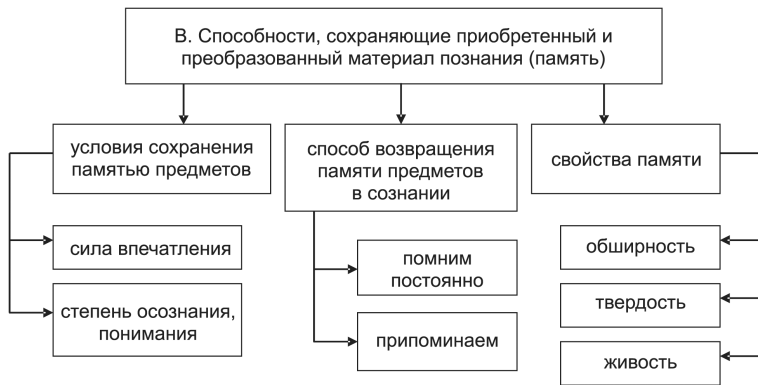 В. Способности, сохраняющие приобретенный и
преобразованный материал познания (память)
условия сохранения
памятью предметов
способ возвращения
памяти предметов
в сознании
свойства памяти
сила впечатления
степень осознания,
понимания
помним
постоянно
припоминаем
обширность
твердость
живость